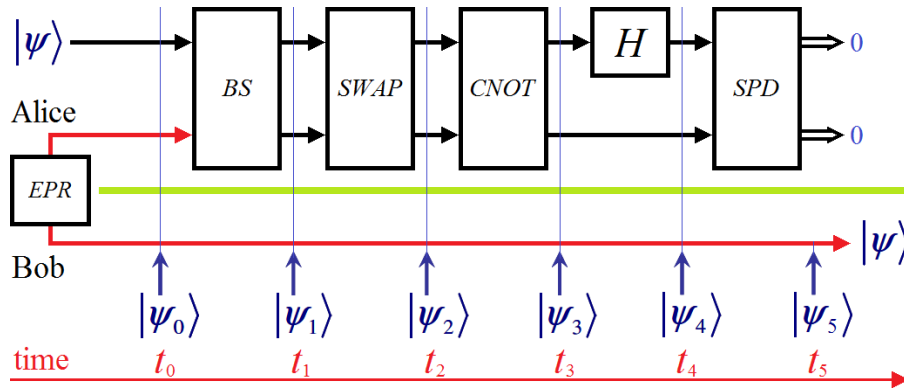 |ψ⟩ BS SWAP CNOT H SPD 0
Alice 0
EPR
|ψ⟩
Bob
|ψ₀⟩ |ψ₁⟩ |ψ₂⟩ |ψ₃⟩ |ψ₄⟩ |ψ₅⟩
time t₀ t₁ t₂ t₃ t₄ t₅